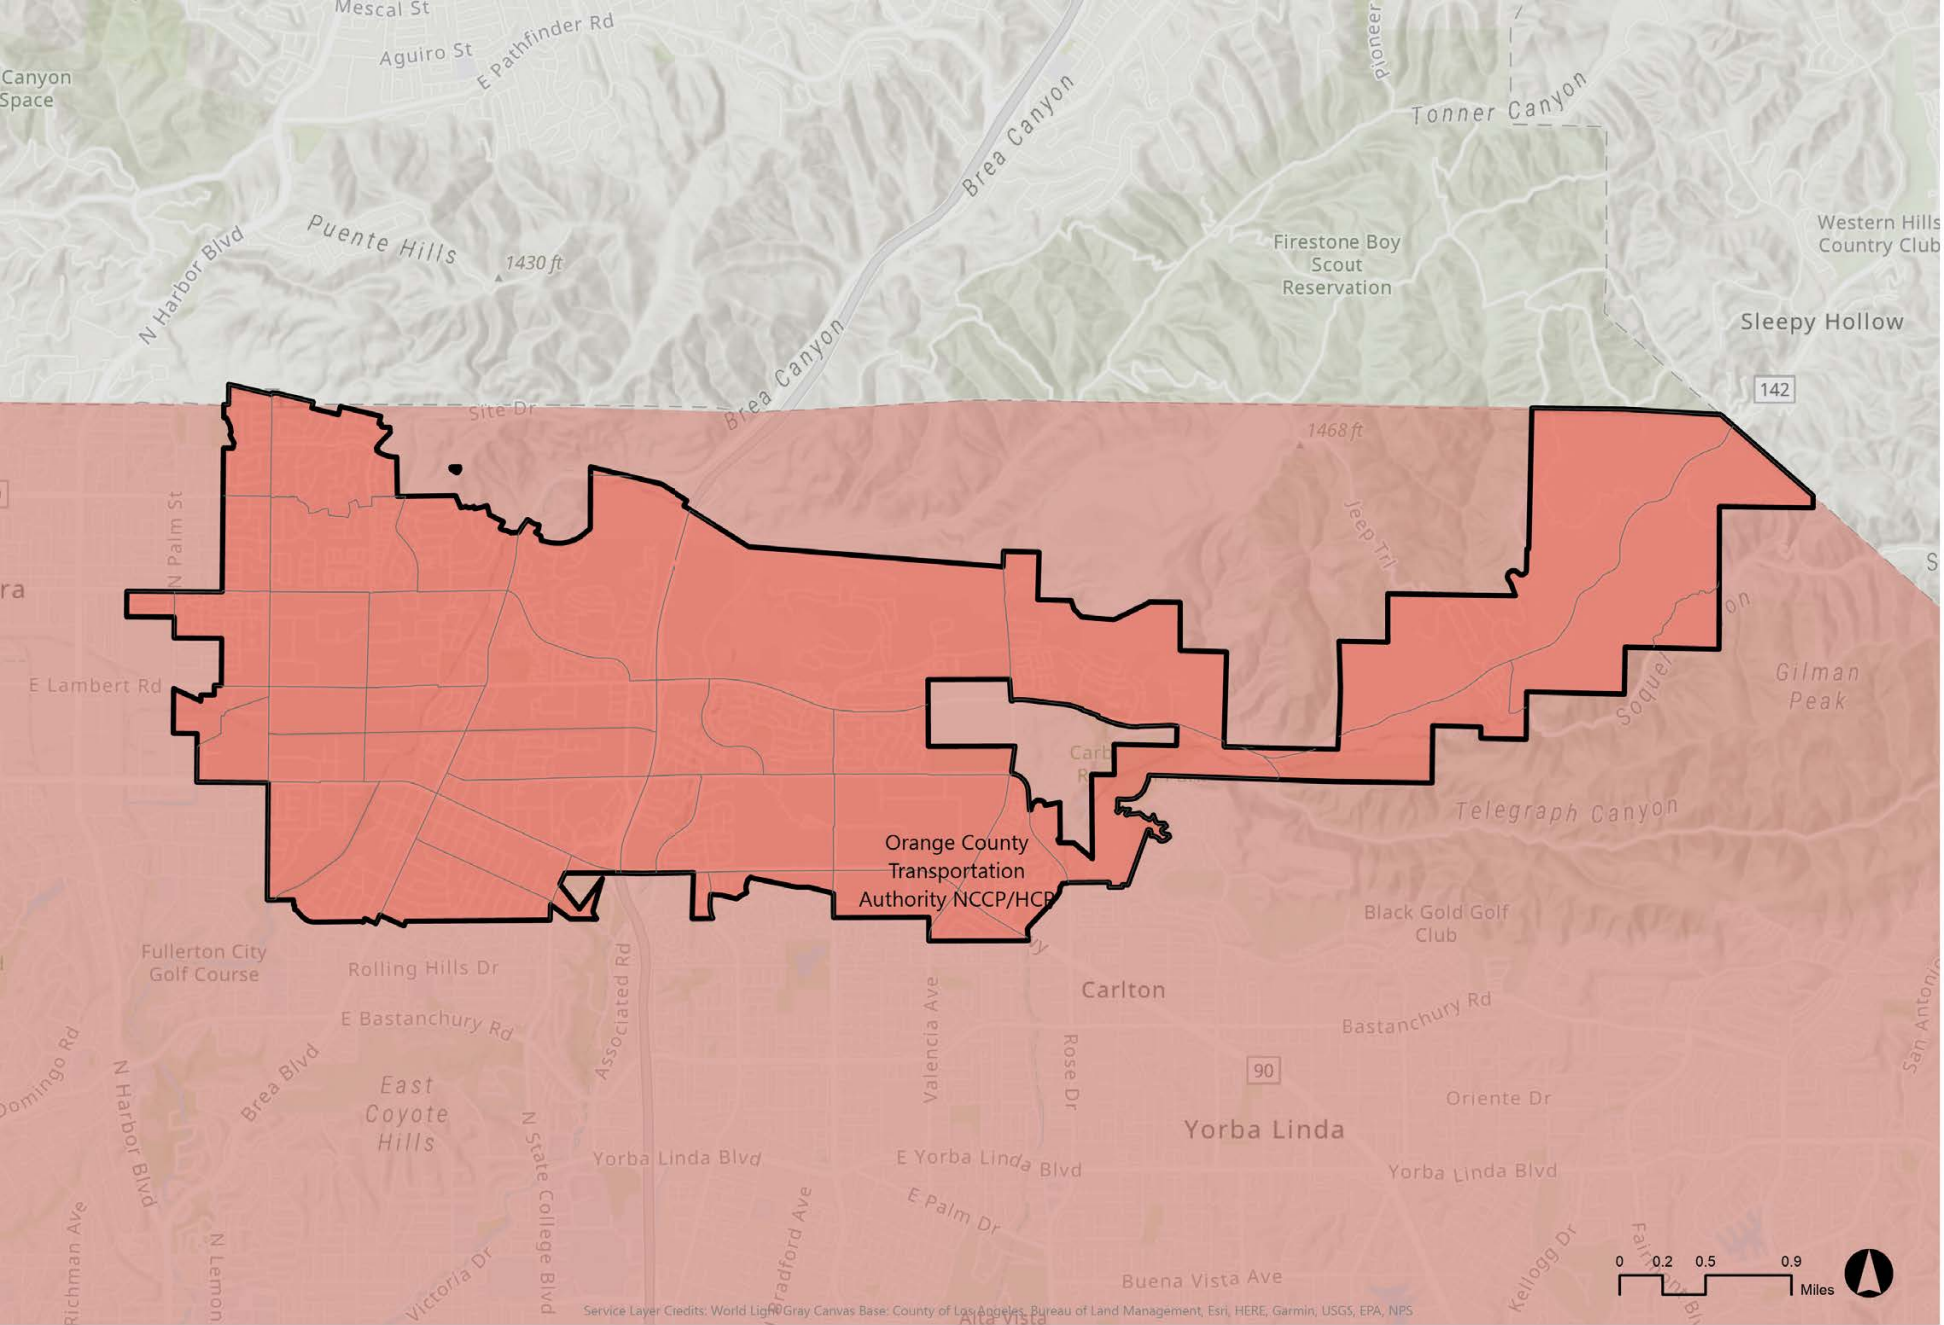 Mescal St
Aguiro St
E Pathfinder Rd
Pioneer
Canyon
Space
Tonner Canyon
Brea Canyon
Puente Hills
1430 ft
N Harbor Blvd
Firestone Boy
Scout
Reservation
Western Hills
Country Club
Sleepy Hollow
142
Brea Canyon
Site Dr
1468 ft
Jeep Trl
N Palm St
ra
S
on
E Lambert Rd
Soquel
Gilman
Peak
Carb
R
Telegraph Canyon
Orange County
Transportation
Authority NCCP/HCP
Black Gold Golf
Club
Fullerton City
Golf Course
Rolling Hills Dr
Associated Rd
Valencia Ave
Carlton
E Bastanchury Rd
Bastanchury Rd
San Antonio
Domingo Rd
N Harbor Blvd
Brea Blvd
Rose Dr
90
East
Coyote
Hills
Oriente Dr
Yorba Linda
N State College Blvd
Yorba Linda Blvd
E Yorba Linda Blvd
Yorba Linda Blvd
E Palm Dr
Richman Ave
N Lemon
Victoria Dr
Bradford Ave
Buena Vista Ave
Kellogg Dr
Alta Vista
0 0.2 0.5 0.9
Miles
Service Layer Credits: World Light Gray Canvas Base: County of Los Angeles, Bureau of Land Management, Esri, HERE, Garmin, USGS, EPA, NPS